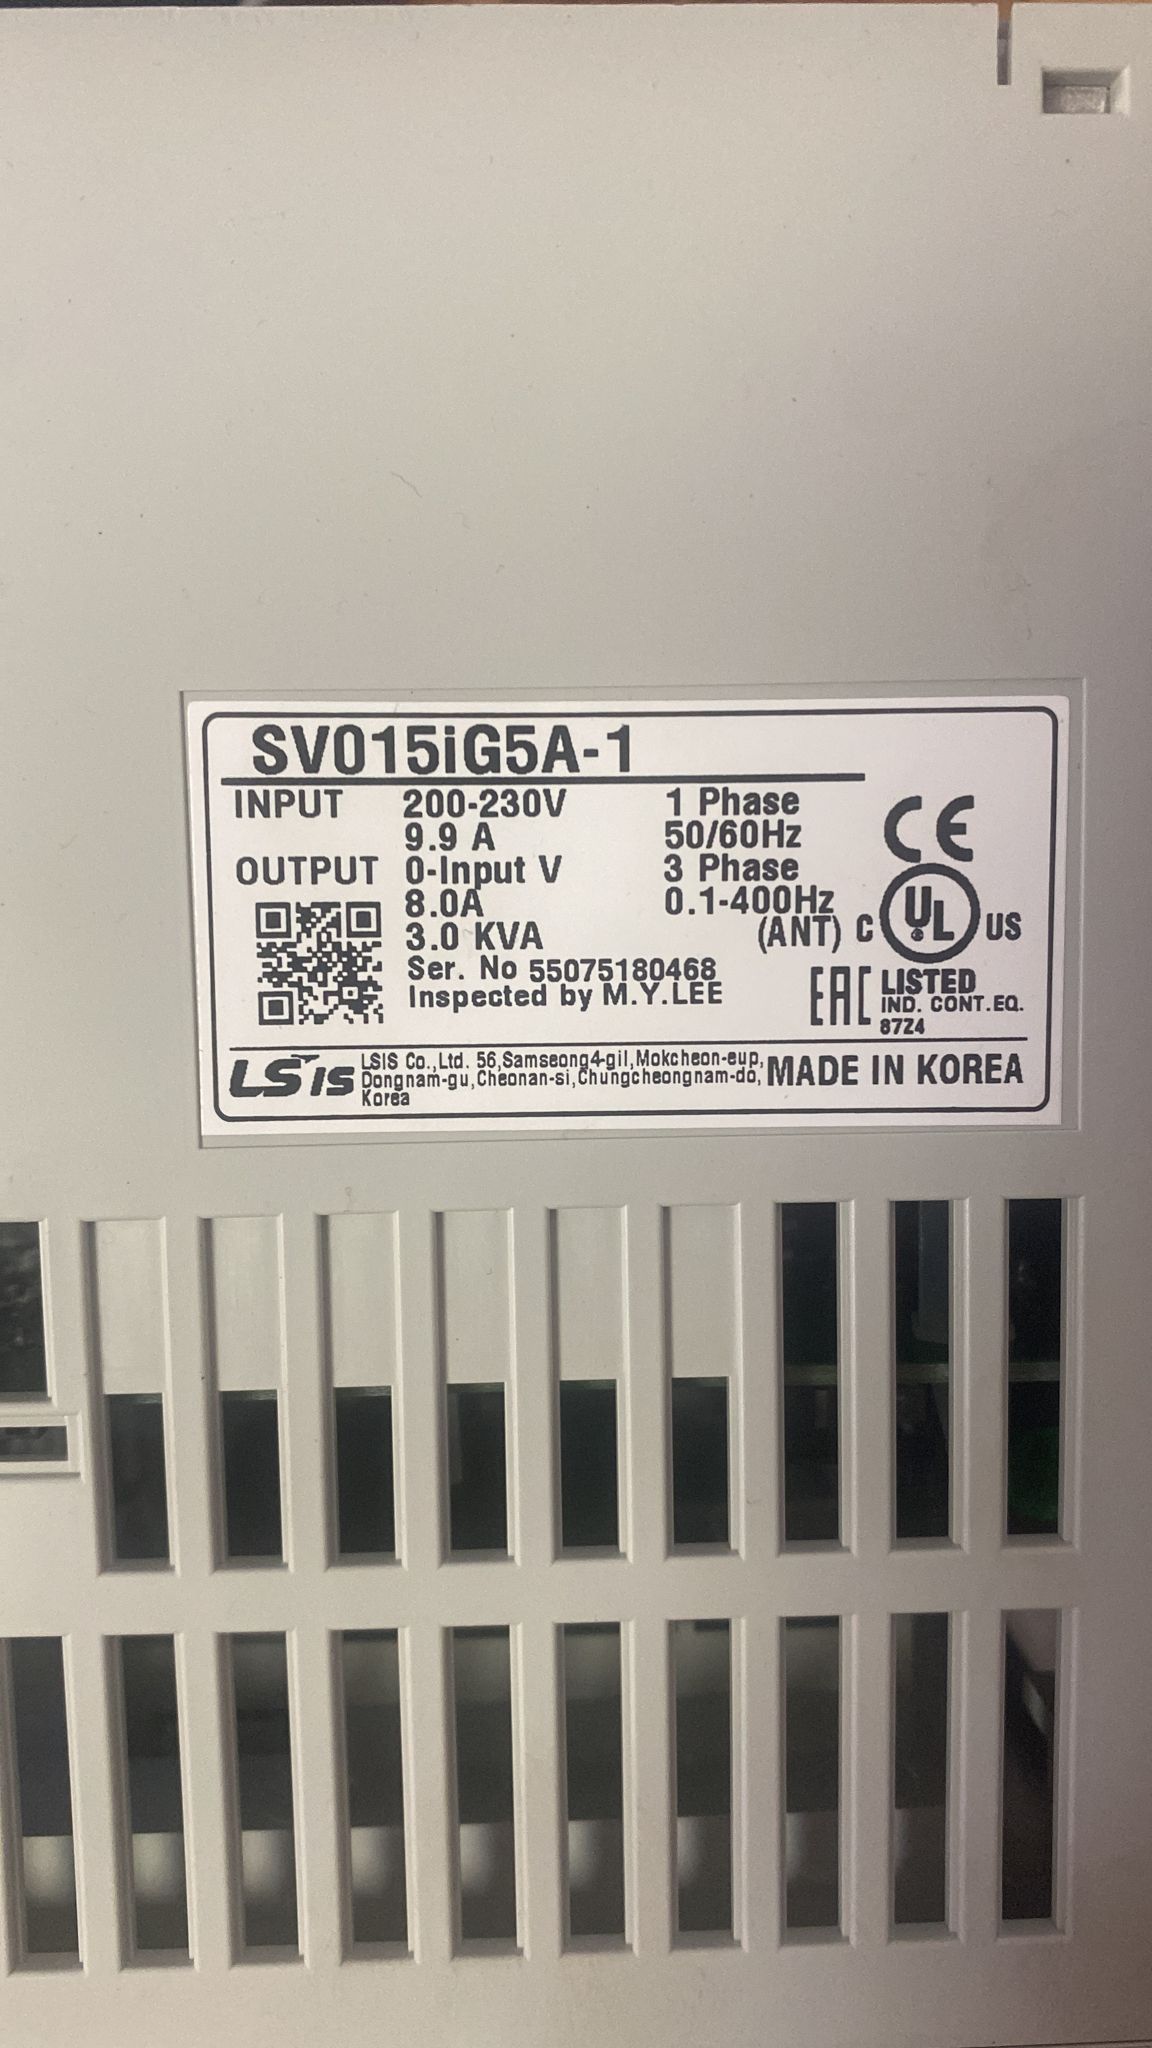 SV015iG5A-1
INPUT 200-230V 1 Phase
9.9 A 50/60Hz
OUTPUT 0-Input V 3 Phase
8.0A 0.1-400Hz
3.0 KVA (ANT)
Ser. No 55075180468
Inspected by M.Y.LEE
CE
C UL US
EAC LISTED
IND. CONT.EQ.
87Z4
LSIS LSIS Co.,Ltd. 56,Samseong4-gil,Mokcheon-eup,
Dongnam-gu,Cheonan-si,Chungcheongnam-do,
Korea
MADE IN KOREA